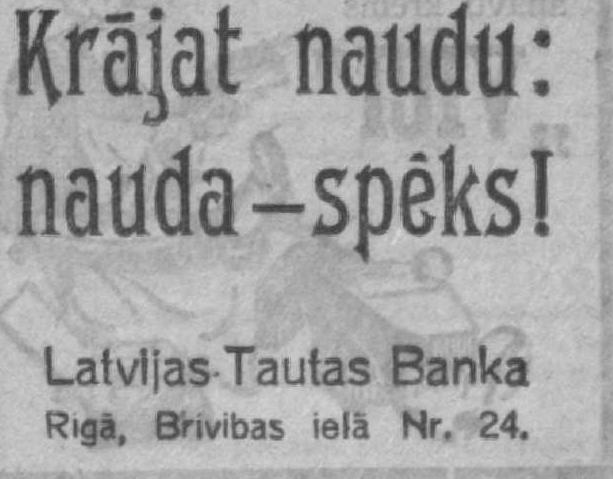 Krājat naudu:
nauda – spēks!
Latvijas Tautas Banka
Rigā, Brivibas ielā Nr. 24.